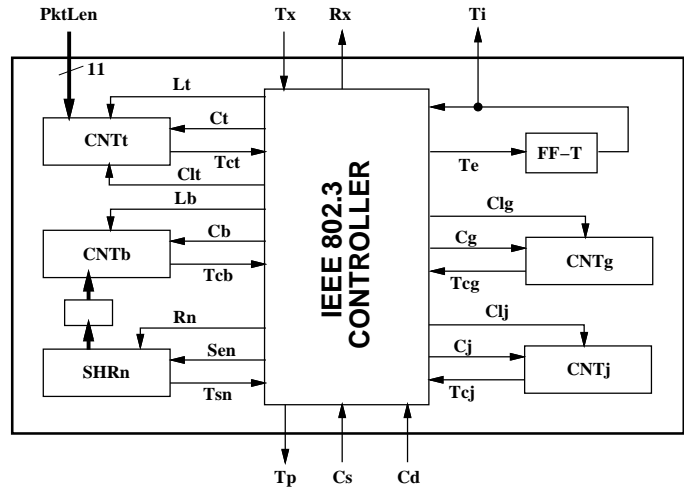 PktLen
Tx
Rx
Ti
11
Lt
CNTt
Ct
Tct
Clt
Te
FF−T
Lb
CNTb
Cb
Tcb
IEEE 802.3
CONTROLLER
Clg
Cg
CNTg
Tcg
Rn
SHRn
Sen
Tsn
Clj
Cj
CNTj
Tcj
Tp
Cs
Cd